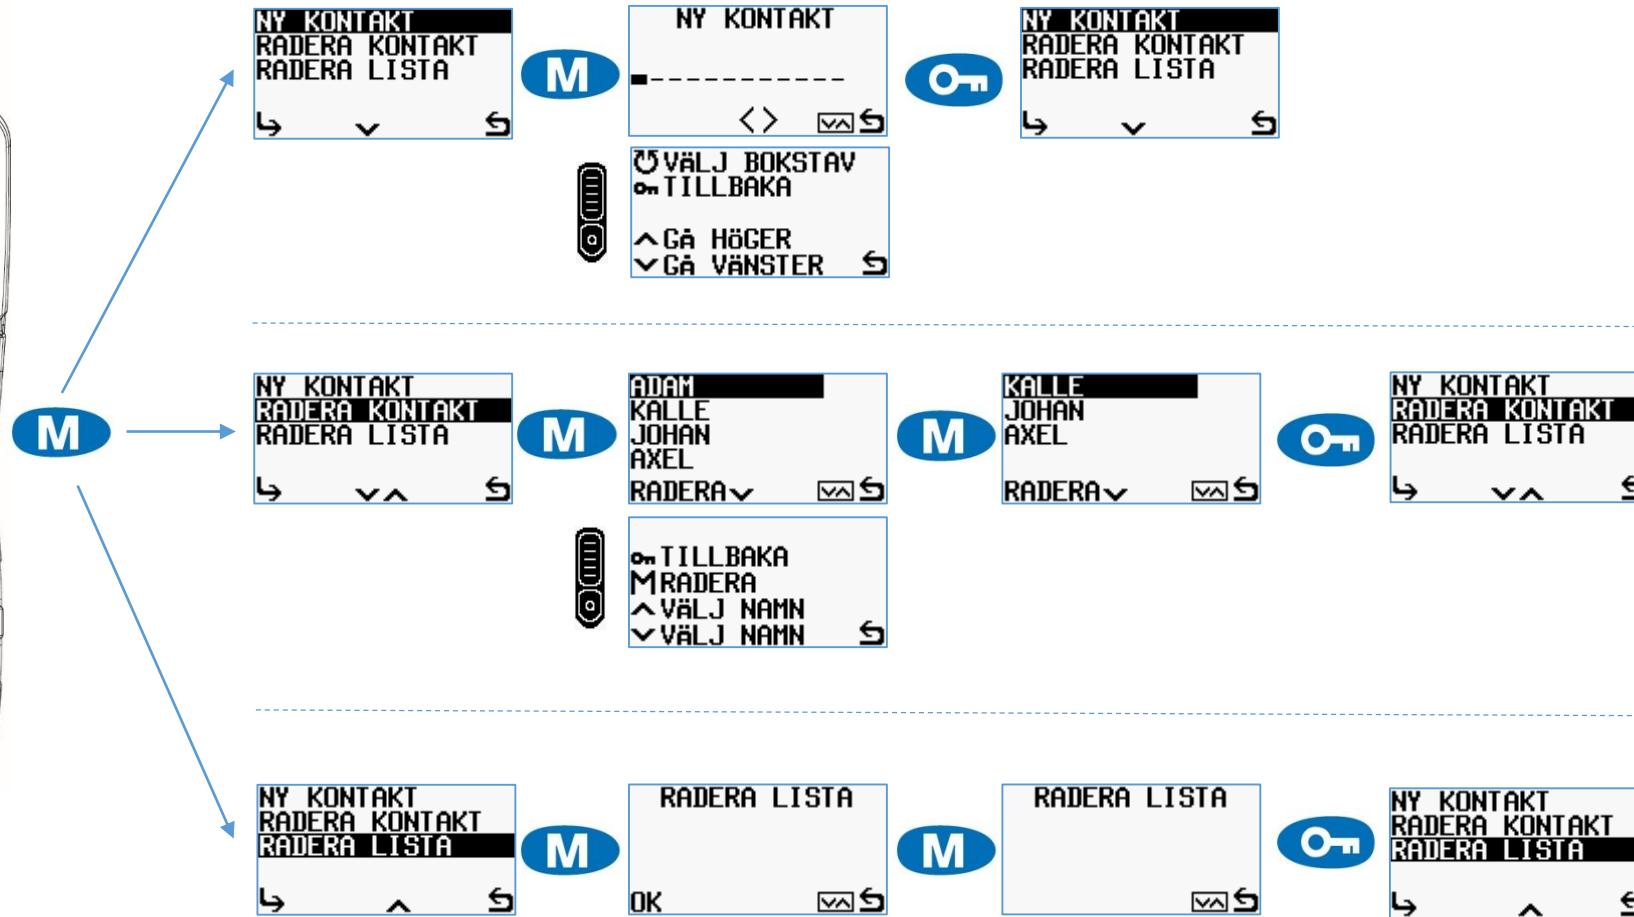 NY KONTAKT
RADERA KONTAKT
RADERA LISTA
M
NY KONTAKT
NY KONTAKT
RADERA KONTAKT
RADERA LISTA
VäLJ BOKSTAV
TILLBAKA
GÅ HöGER
GÅ VäNSTER
M
NY KONTAKT
RADERA KONTAKT
RADERA LISTA
M
ADAM
KALLE
JOHAN
AXEL
RADERA
M
KALLE
JOHAN
AXEL
RADERA
NY KONTAKT
RADERA KONTAKT
RADERA LISTA
TILLBAKA
M RADERA
VäLJ NAMN
VäLJ NAMN
NY KONTAKT
RADERA KONTAKT
RADERA LISTA
M
RADERA LISTA
OK
M
RADERA LISTA
NY KONTAKT
RADERA KONTAKT
RADERA LISTA